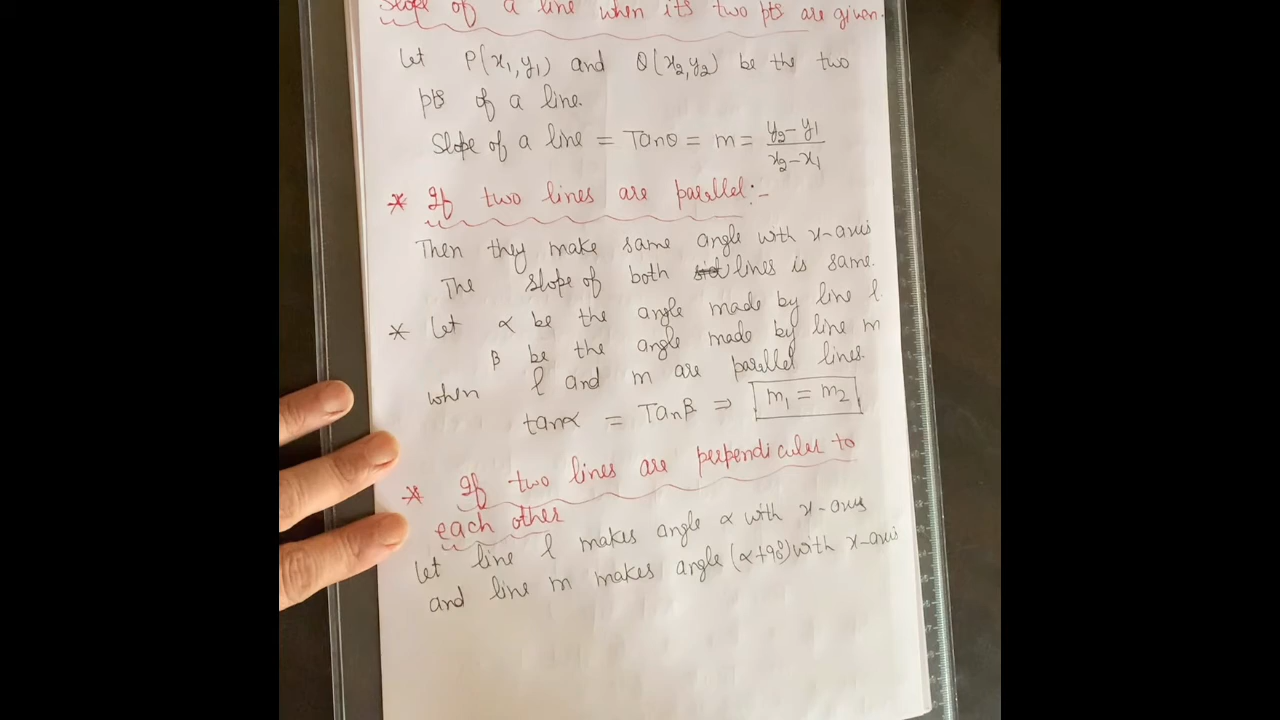 Slope of a line when its two pts are given.
Let P(x₁,y₁) and Q(x₂,y₂) be the two
pts of a line.
Slope of a line = Tanθ = m = (y₂-y₁)/(x₂-x₁)
* If two lines are parallel:-
Then they make same angle with x-axis
The slope of both lines is same.
* Let α be the angle made by line l.
β be the angle made by line m
when l and m are parallel lines.
tanα = Tanβ ⇒ m₁ = m₂
* If two lines are perpendicular to
each other
Let line l makes angle α with x-axis
and line m makes angle (α+90°) with x-axis